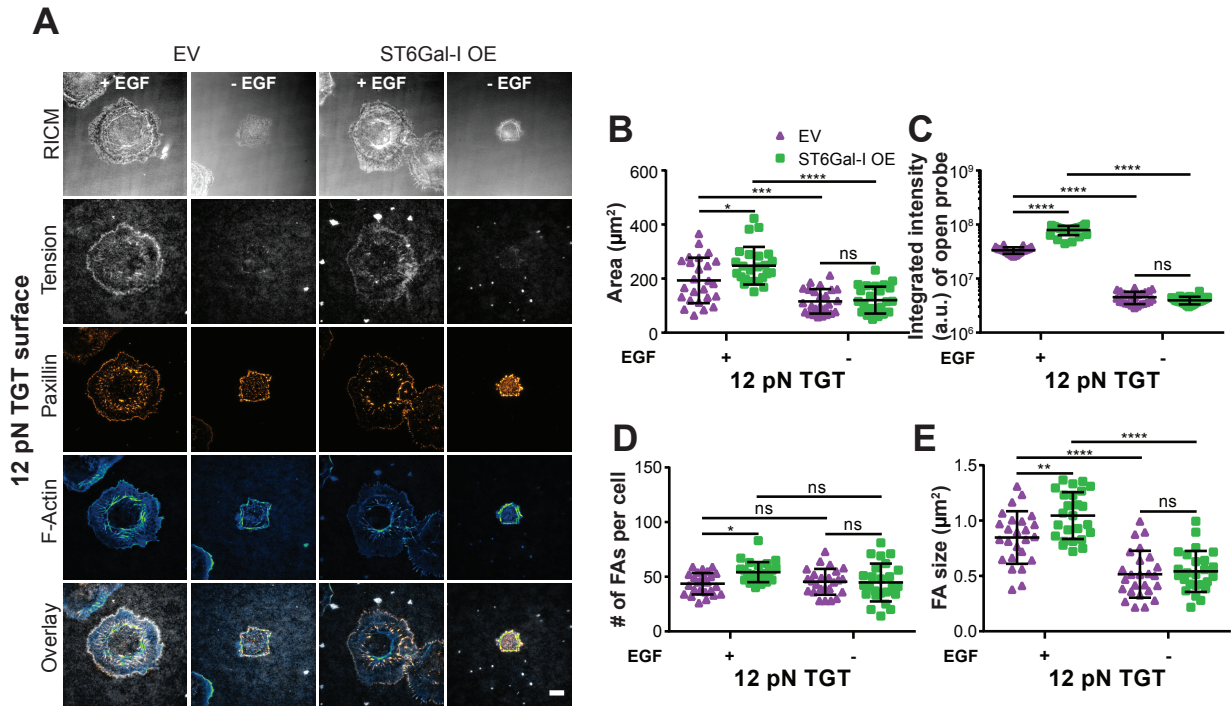 A
EV
ST6Gal-I OE
+ EGF
- EGF
+ EGF
- EGF
12 pN TGT surface
RICM
Tension
Paxillin
F-Actin
Overlay
B
EV
ST6Gal-I OE
****
***
*
ns
Area (µm²)
600
400
200
0
EGF
+
-
12 pN TGT
C
****
****
****
ns
Integrated intensity
(a.u.) of open probe
10⁹
10⁸
10⁷
10⁶
+
-
12 pN TGT
D
ns
ns
*
ns
# of FAs per cell
150
100
50
0
EGF
+
-
12 pN TGT
E
****
****
**
ns
FA size (µm²)
1.5
1.0
0.5
0.0
EGF
+
-
12 pN TGT